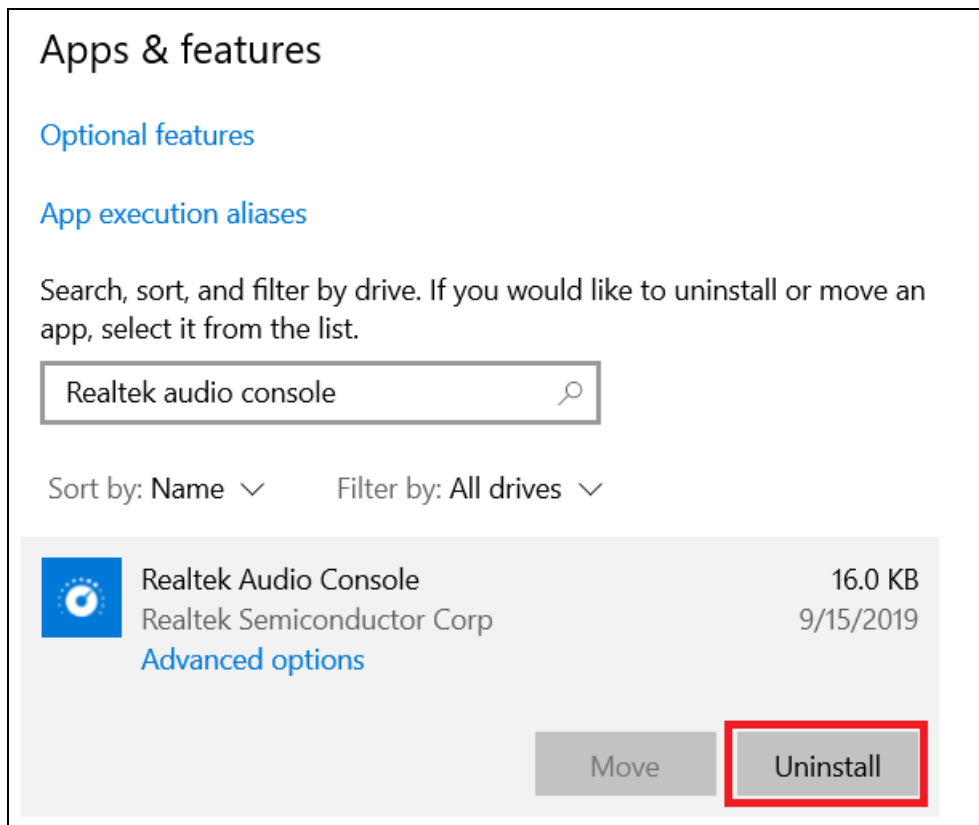 Apps & features
Optional features
App execution aliases
Search, sort, and filter by drive. If you would like to uninstall or move an
app, select it from the list.
Realtek audio console
Sort by: Name Filter by: All drives
Realtek Audio Console 16.0 KB
Realtek Semiconductor Corp 9/15/2019
Advanced options
Move Uninstall